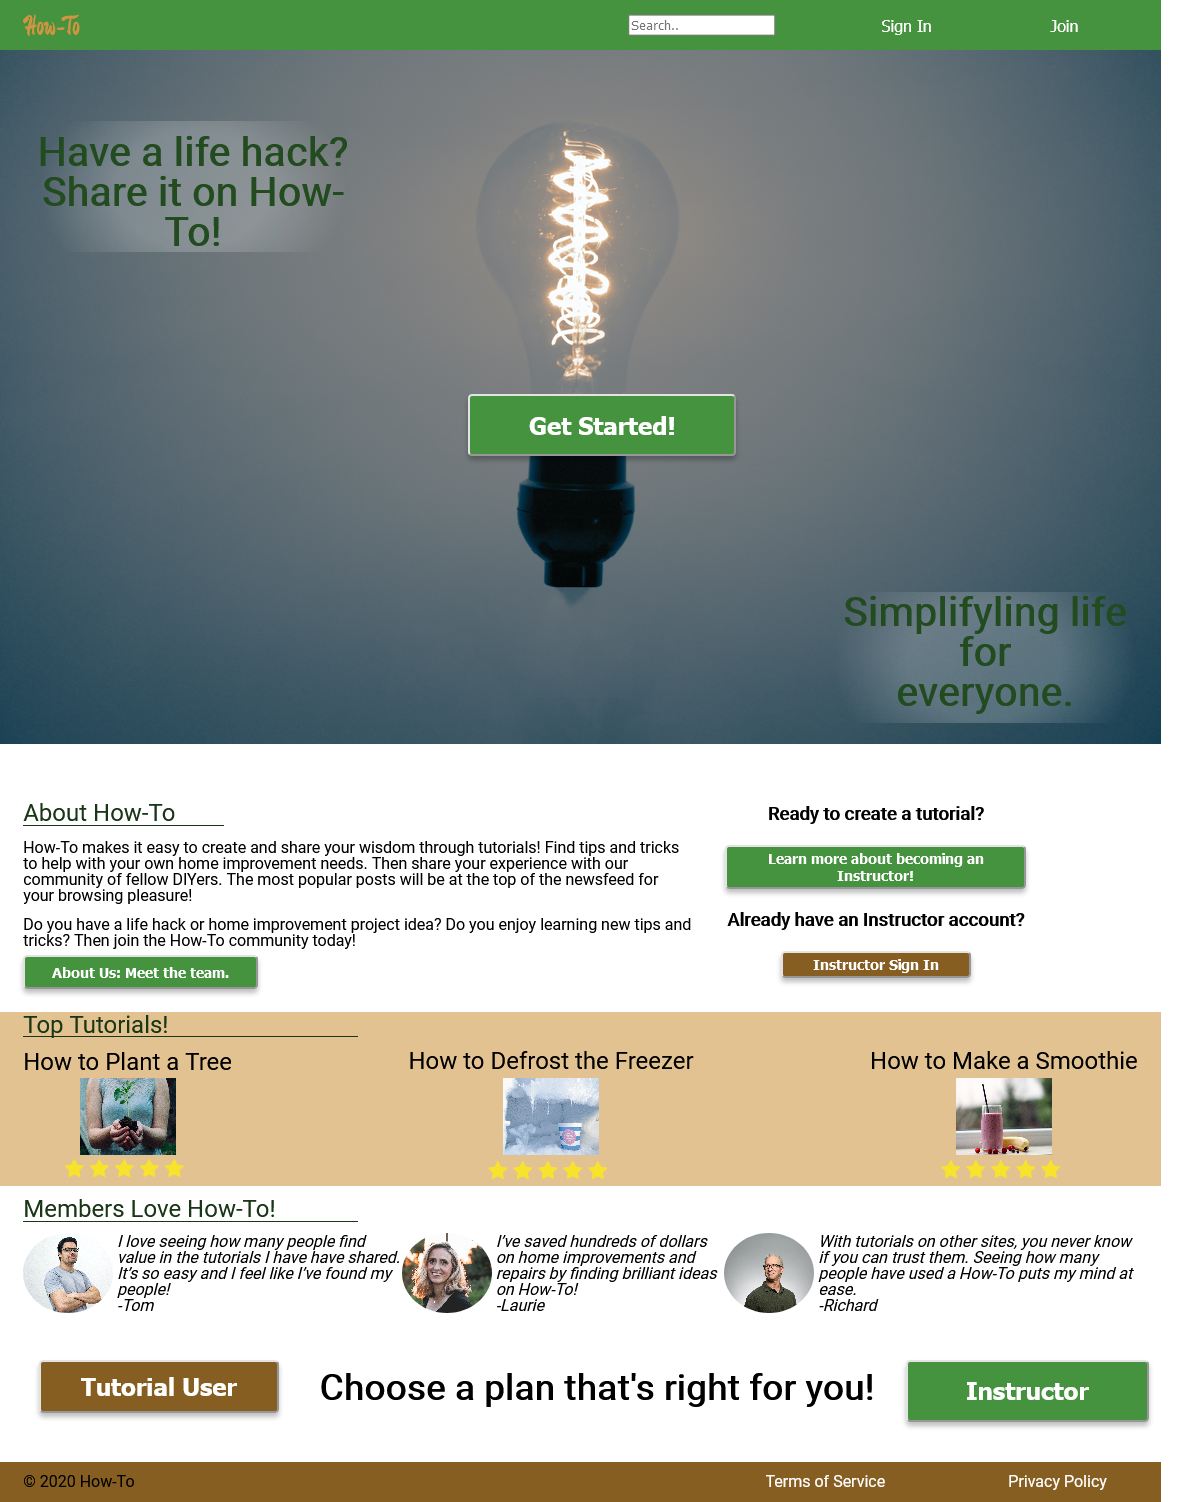 How-To
Search..
Sign In
Join
Have a life hack?
Share it on How-
To!
Get Started!
Simplifyling life
for
everyone.
About How-To
How-To makes it easy to create and share your wisdom through tutorials! Find tips and tricks
to help with your own home improvement needs. Then share your experience with our
community of fellow DIYers. The most popular posts will be at the top of the newsfeed for
your browsing pleasure!
Do you have a life hack or home improvement project idea? Do you enjoy learning new tips and
tricks? Then join the How-To community today!
About Us: Meet the team.
Ready to create a tutorial?
Learn more about becoming an
Instructor!
Already have an Instructor account?
Instructor Sign In
Top Tutorials!
How to Plant a Tree
How to Defrost the Freezer
How to Make a Smoothie
Members Love How-To!
I love seeing how many people find
value in the tutorials I have have shared.
It's so easy and I feel like I've found my
people!
-Tom
I've saved hundreds of dollars
on home improvements and
repairs by finding brilliant ideas
on How-To!
-Laurie
With tutorials on other sites, you never know
if you can trust them. Seeing how many
people have used a How-To puts my mind at
ease.
-Richard
Tutorial User
Choose a plan that's right for you!
Instructor
© 2020 How-To
Terms of Service
Privacy Policy